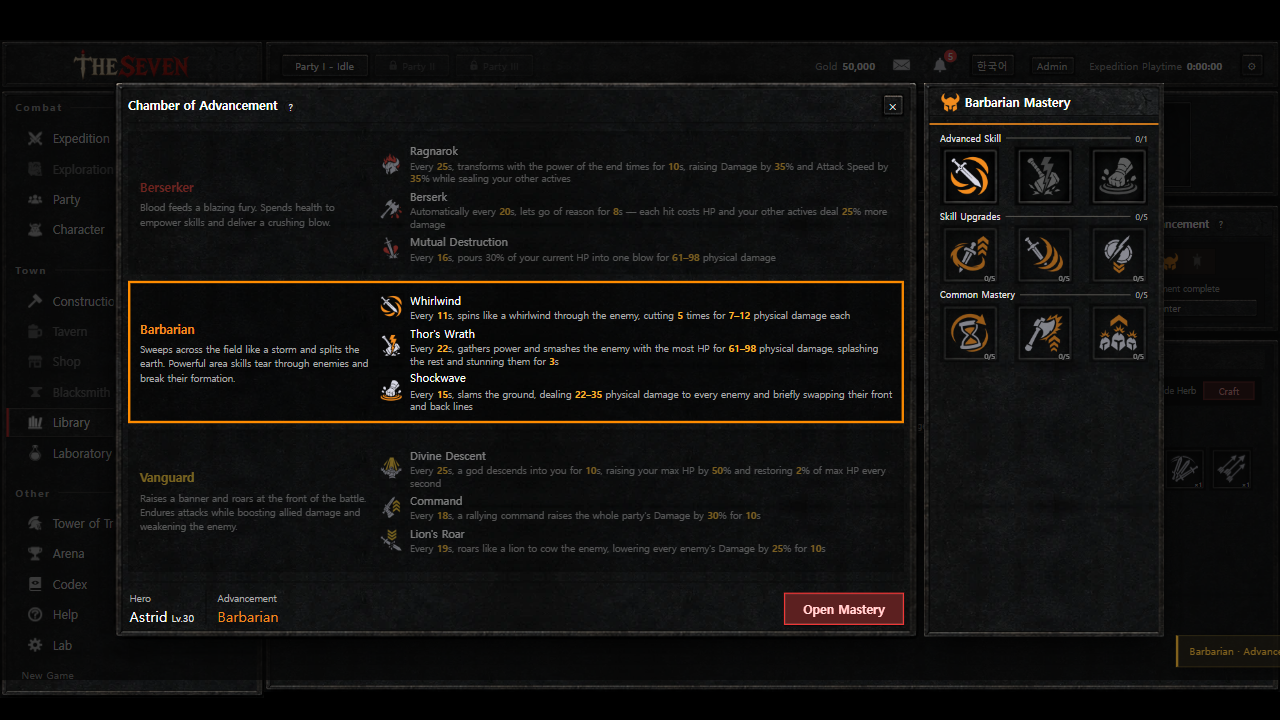 THE SEVEN
Party I - Idle
Party II
Party III
Gold 50,000
5
한국어
Admin
Expedition Playtime 0:00:00
Combat
Expedition
Exploration
Party
Character
Town
Constructio
Tavern
Shop
Blacksmith
Library
Laboratory
Other
Tower of Tr
Arena
Codex
Help
Lab
New Game
Chamber of Advancement ?
×
Berserker
Blood feeds a blazing fury. Spends health to
empower skills and deliver a crushing blow.
Ragnarok
Every 25s, transforms with the power of the end times for 10s, raising Damage by 35% and Attack Speed by
35% while sealing your other actives
Berserk
Automatically every 20s, lets go of reason for 8s — each hit costs HP and your other actives deal 25% more
damage
Mutual Destruction
Every 16s, pours 30% of your current HP into one blow for 61–98 physical damage
Barbarian
Sweeps across the field like a storm and splits the
earth. Powerful area skills tear through enemies and
break their formation.
Whirlwind
Every 11s, spins like a whirlwind through the enemy, cutting 5 times for 7–12 physical damage each
Thor's Wrath
Every 22s, gathers power and smashes the enemy with the most HP for 61–98 physical damage, splashing
the rest and stunning them for 3s
Shockwave
Every 15s, slams the ground, dealing 22–35 physical damage to every enemy and briefly swapping their front
and back lines
Vanguard
Raises a banner and roars at the front of the battle.
Endures attacks while boosting allied damage and
weakening the enemy.
Divine Descent
Every 25s, a god descends into you for 10s, raising your max HP by 50% and restoring 2% of max HP every
second
Command
Every 18s, a rallying command raises the whole party's Damage by 30% for 10s
Lion's Roar
Every 19s, roars like a lion to cow the enemy, lowering every enemy's Damage by 25% for 10s
Hero
Astrid Lv.30
Advancement
Barbarian
Open Mastery
Barbarian Mastery
Advanced Skill 0/1
Skill Upgrades 0/5
0/5 0/5 0/5
Common Mastery 0/5
0/5 0/5 0/5
ncement ?
ment complete
nter
de Herb
Craft
×1
×1
Barbarian · Advance